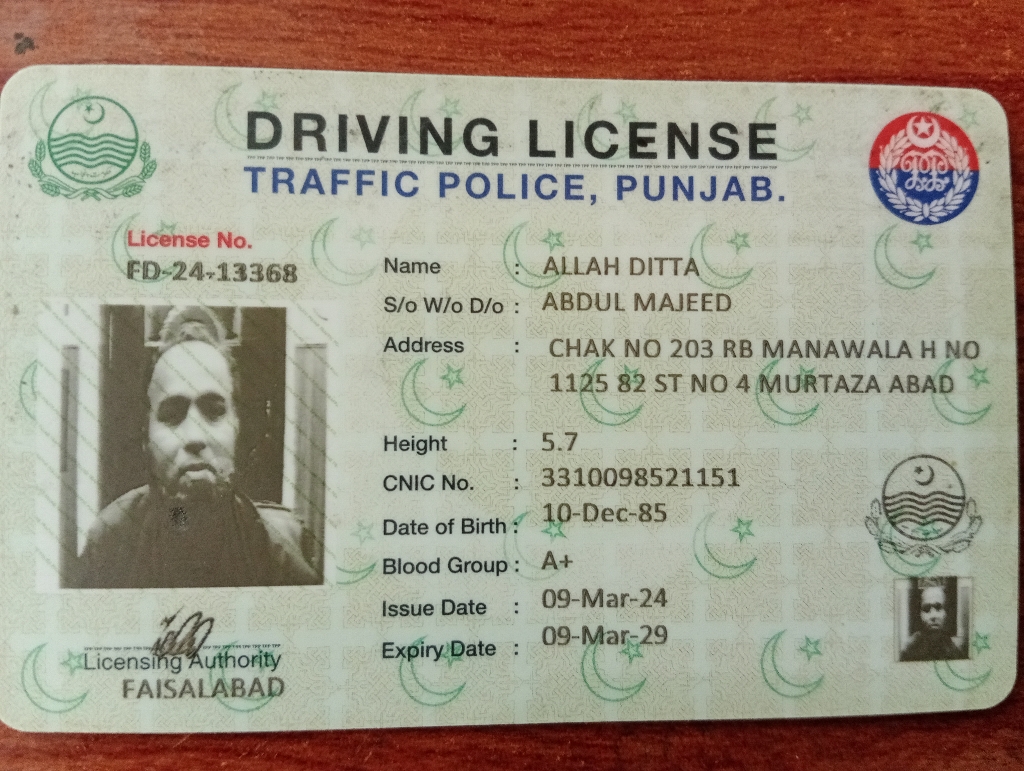 DRIVING LICENSE
TRAFFIC POLICE, PUNJAB.
License No.
FD-24-13368
Name : ALLAH DITTA
S/o W/o D/o : ABDUL MAJEED
Address : CHAK NO 203 RB MANAWALA H NO
1125 82 ST NO 4 MURTAZA ABAD
Height : 5.7
CNIC No. : 3310098521151
Date of Birth : 10-Dec-85
Blood Group : A+
Issue Date : 09-Mar-24
Expiry Date : 09-Mar-29
Licensing Authority
FAISALABAD